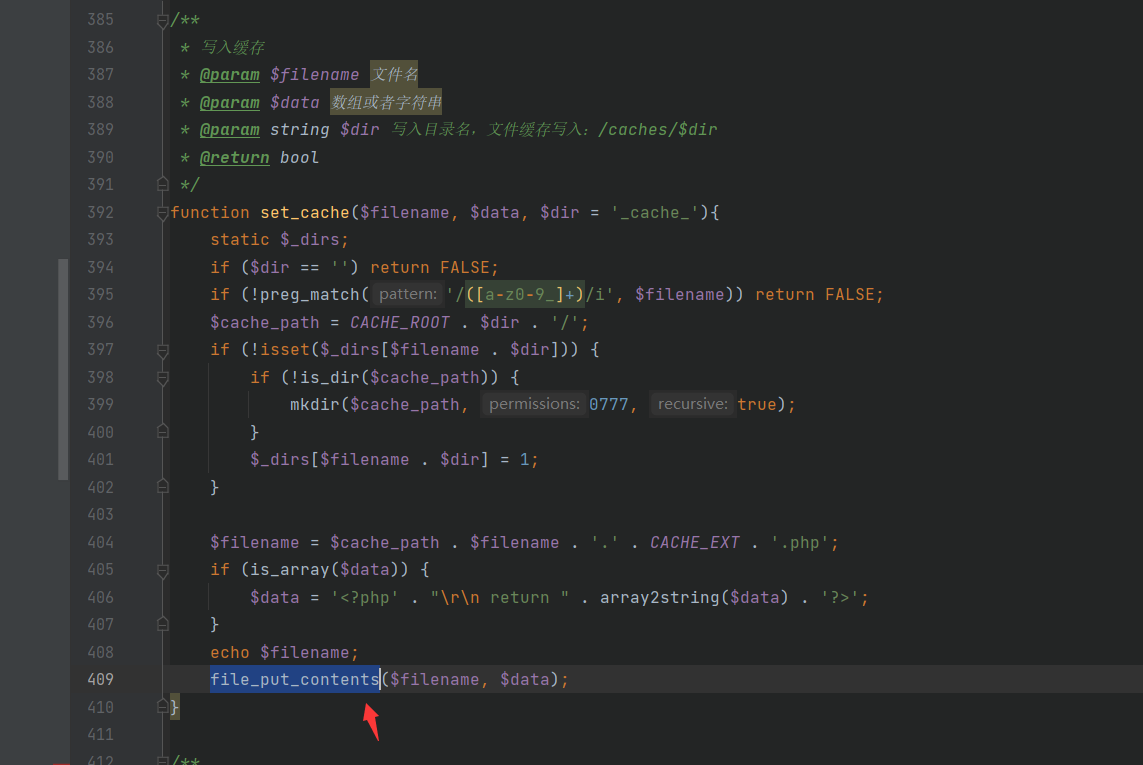 385 /**
386 * 写入缓存
387 * @param $filename 文件名
388 * @param $data 数组或者字符串
389 * @param string $dir 写入目录名，文件缓存写入：/caches/$dir
390 * @return bool
391 */
392 function set_cache($filename, $data, $dir = '_cache_'){
393 static $_dirs;
394 if ($dir == '') return FALSE;
395 if (!preg_match( pattern: '/([a-z0-9_]+)/i', $filename)) return FALSE;
396 $cache_path = CACHE_ROOT . $dir . '/';
397 if (!isset($_dirs[$filename . $dir])) {
398 if (!is_dir($cache_path)) {
399 mkdir($cache_path, permissions: 0777, recursive: true);
400 }
401 $_dirs[$filename . $dir] = 1;
402 }
403
404 $filename = $cache_path . $filename . '.' . CACHE_EXT . '.php';
405 if (is_array($data)) {
406 $data = '<?php' . "\r\n return " . array2string($data) . '?>';
407 }
408 echo $filename;
409 file_put_contents($filename, $data);
410 }
411
412 /**